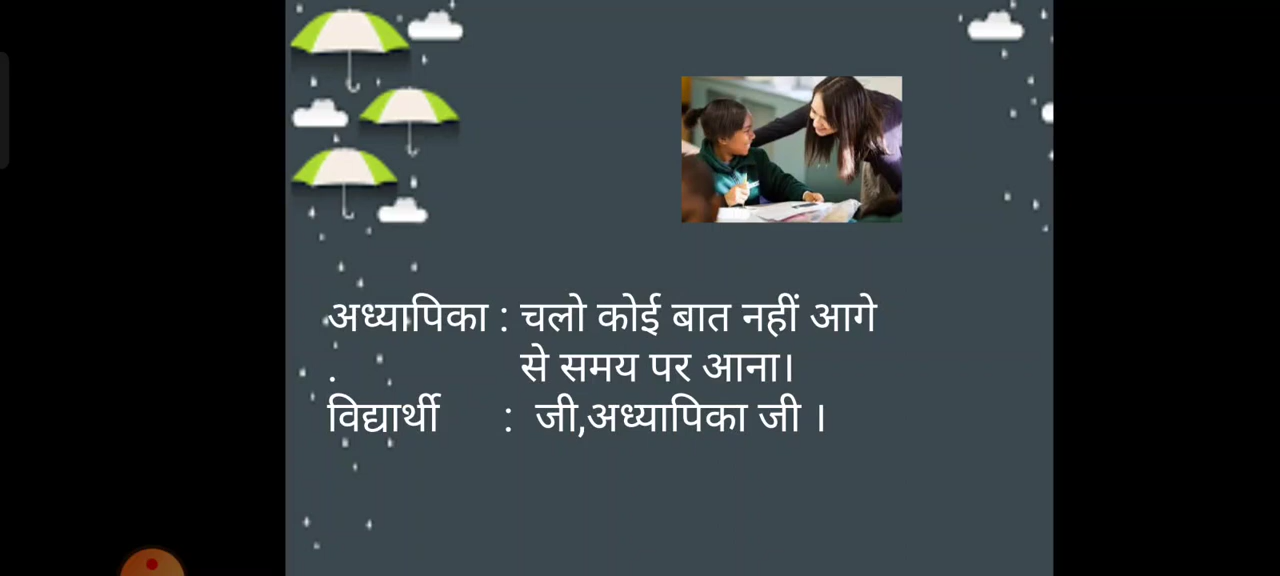 अध्यापिका : चलो कोई बात नहीं आगे
. से समय पर आना।
विद्यार्थी : जी,अध्यापिका जी ।